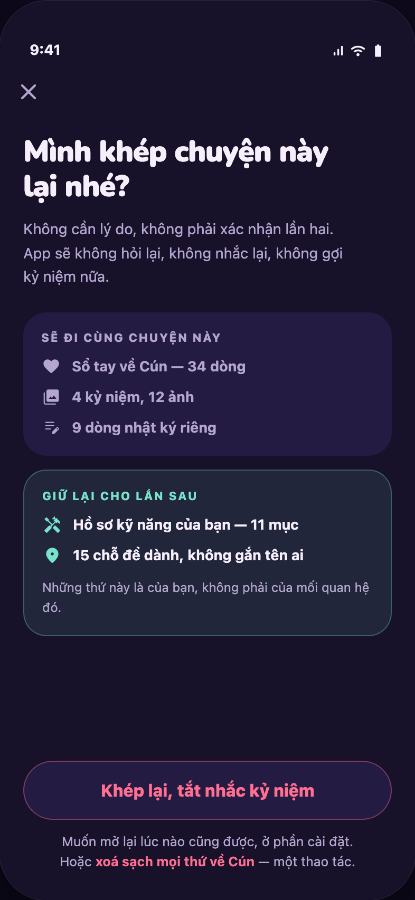 9:41
Mình khép chuyện này
lại nhé?
Không cần lý do, không phải xác nhận lần hai.
App sẽ không hỏi lại, không nhắc lại, không gợi
kỷ niệm nữa.
SẼ ĐI CÙNG CHUYỆN NÀY
Sổ tay về Cún — 34 dòng
4 kỷ niệm, 12 ảnh
9 dòng nhật ký riêng
GIỮ LẠI CHO LẦN SAU
Hồ sơ kỹ năng của bạn — 11 mục
15 chỗ để dành, không gắn tên ai
Những thứ này là của bạn, không phải của mối quan hệ
đó.
Khép lại, tắt nhắc kỷ niệm
Muốn mở lại lúc nào cũng được, ở phần cài đặt.
Hoặc xoá sạch mọi thứ về Cún — một thao tác.